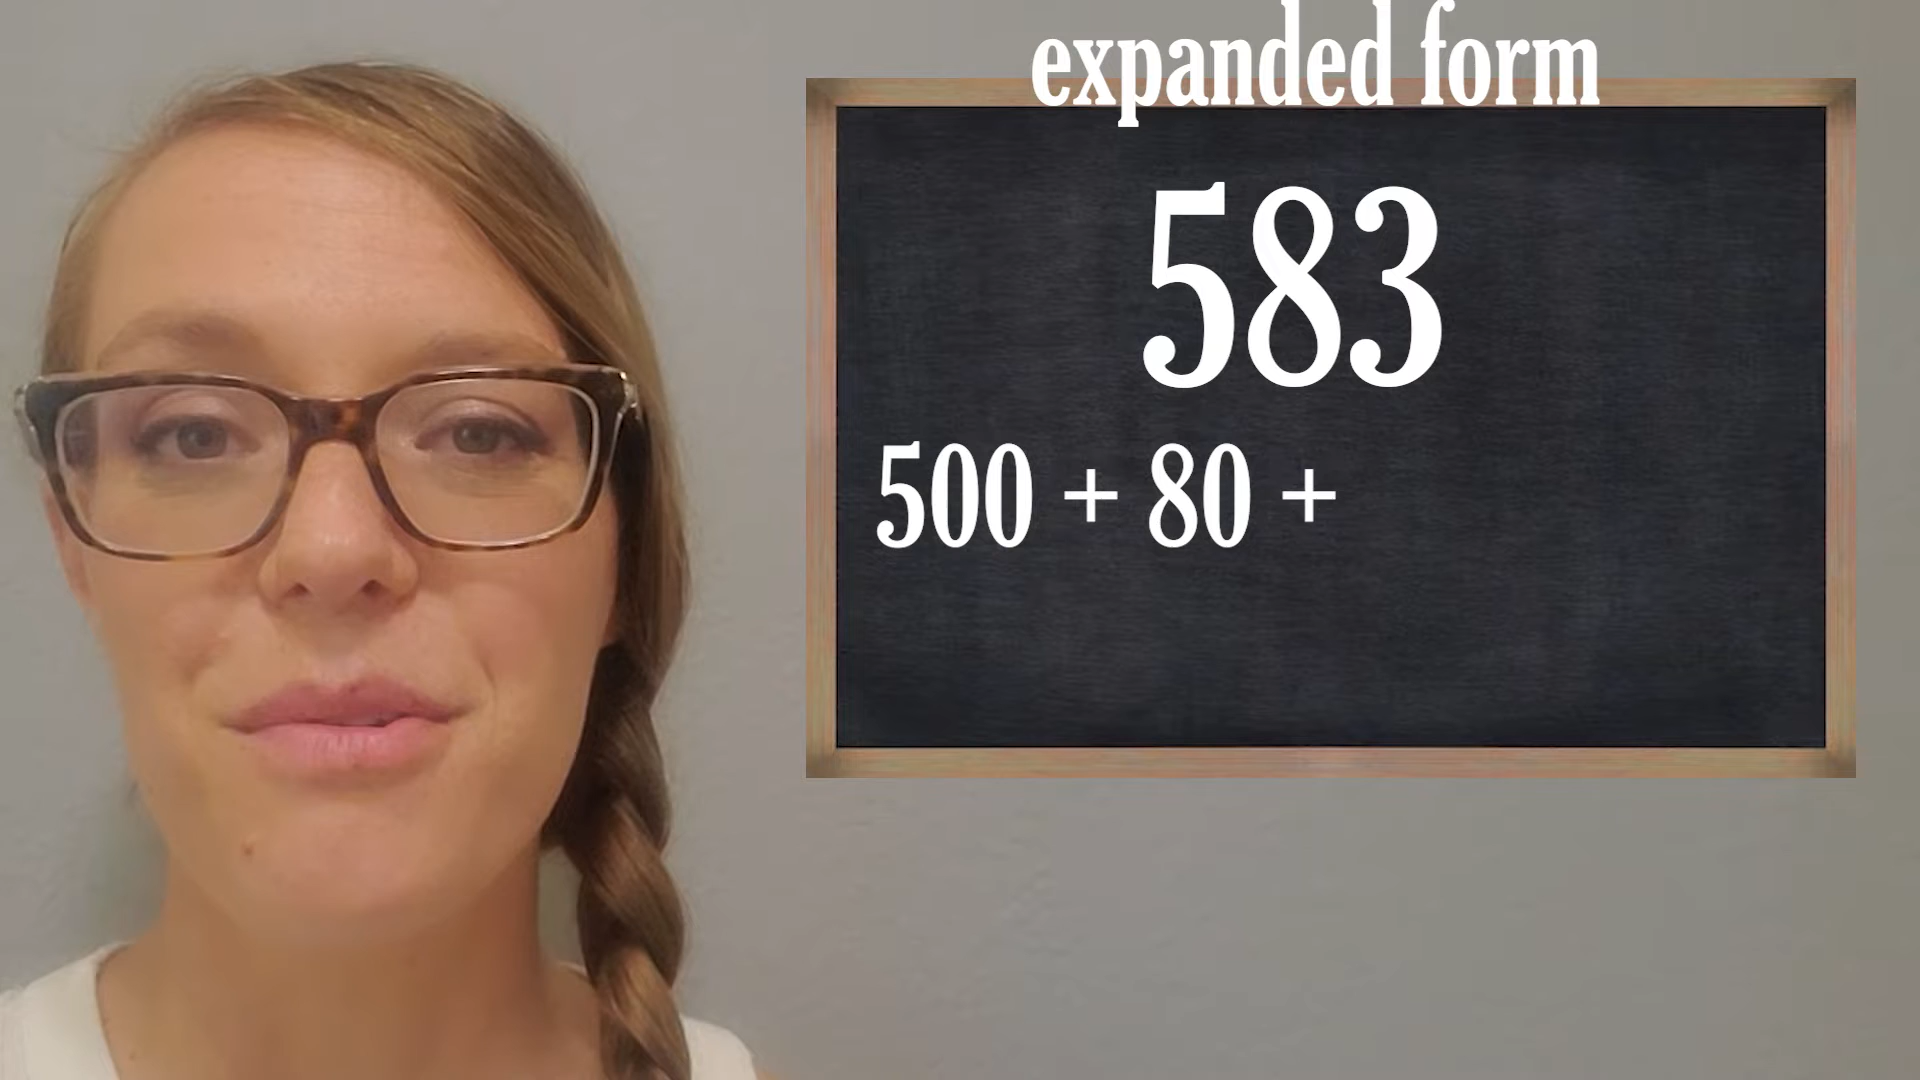 expanded form
583
500 + 80 +